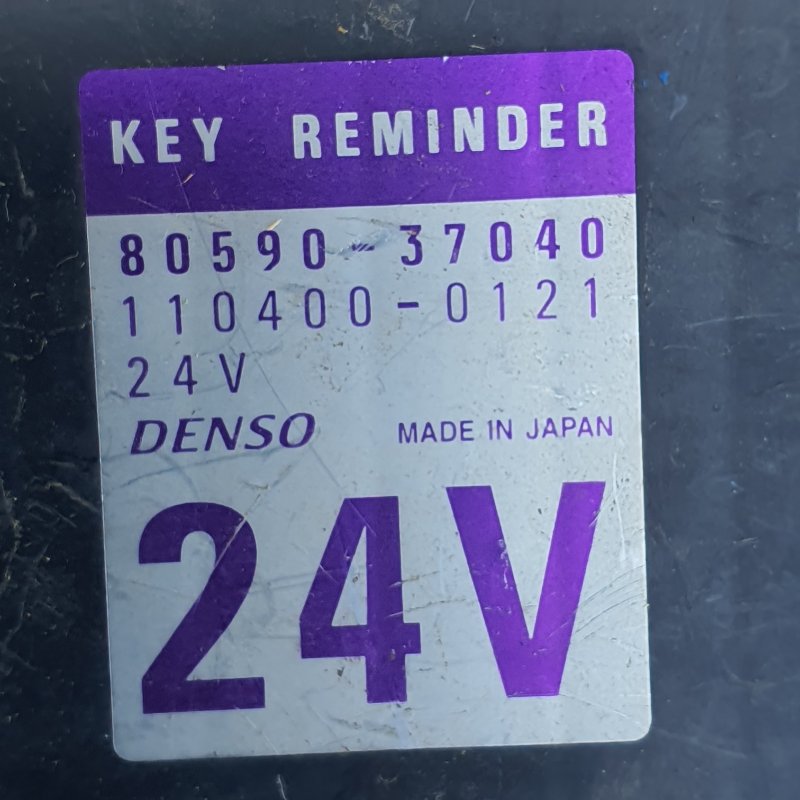 KEY REMINDER
80590-37040
110400-0121
24V
DENSO MADE IN JAPAN
24V